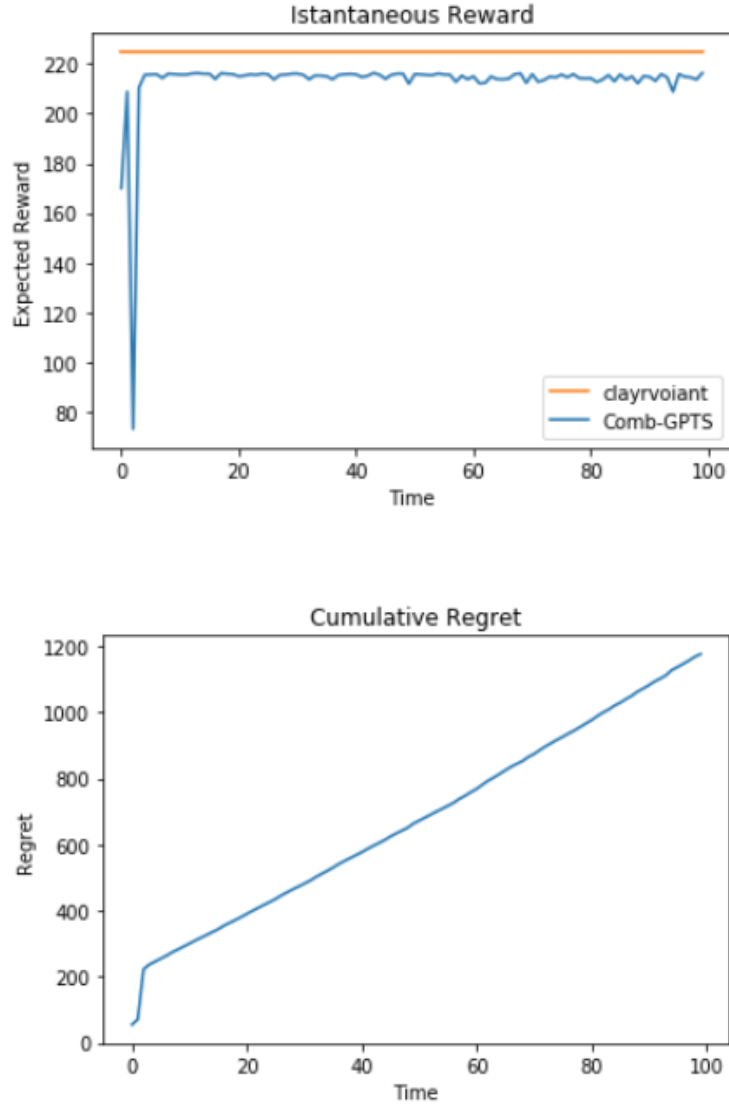 Istantaneous Reward
220
200
180
160
140
120
100
80
Expected Reward
clayrvoiant
Comb-GPTS
0 20 40 60 80 100
Time
Cumulative Regret
1200
1000
800
600
400
200
0
Regret
0 20 40 60 80 100
Time